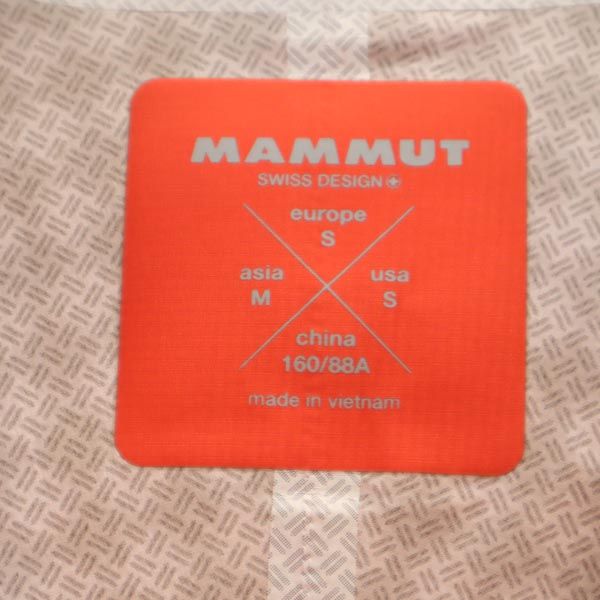 MAMMUT
SWISS DESIGN
europe
S
asia
M
usa
S
china
160/88A
made in vietnam